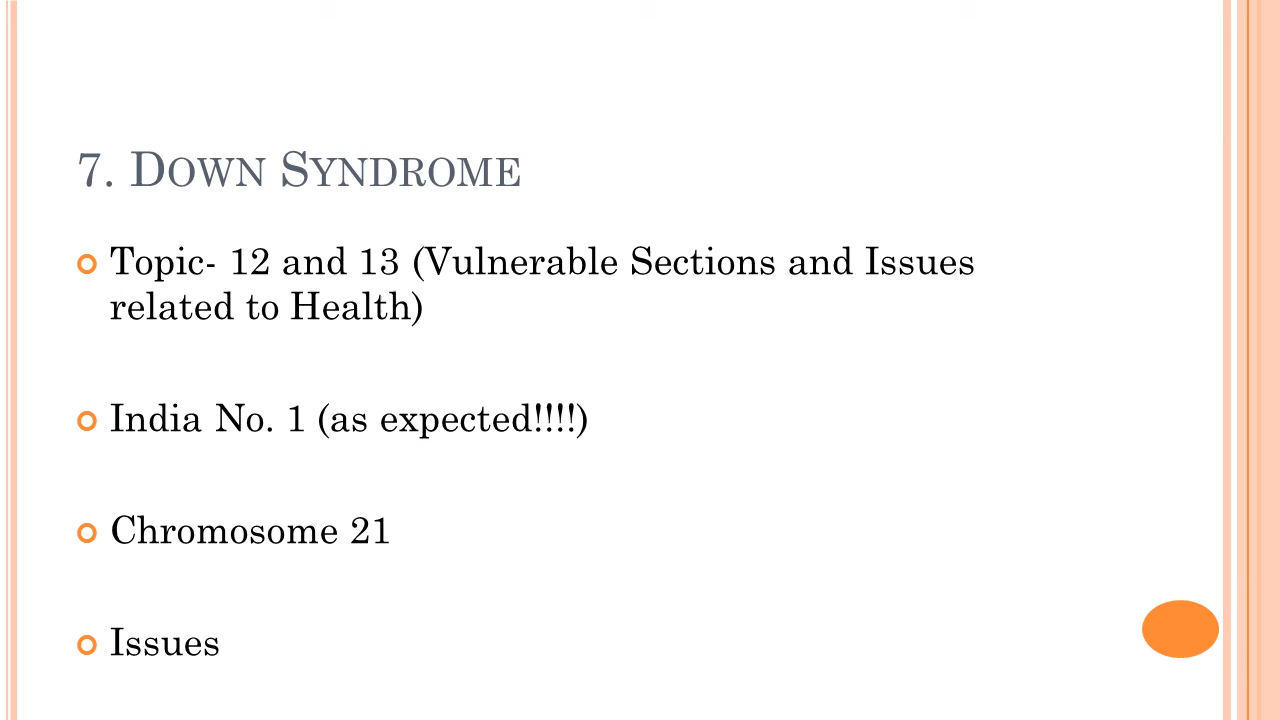 7. DOWN SYNDROME
Topic- 12 and 13 (Vulnerable Sections and Issues
related to Health)
India No. 1 (as expected!!!!)
Chromosome 21
Issues